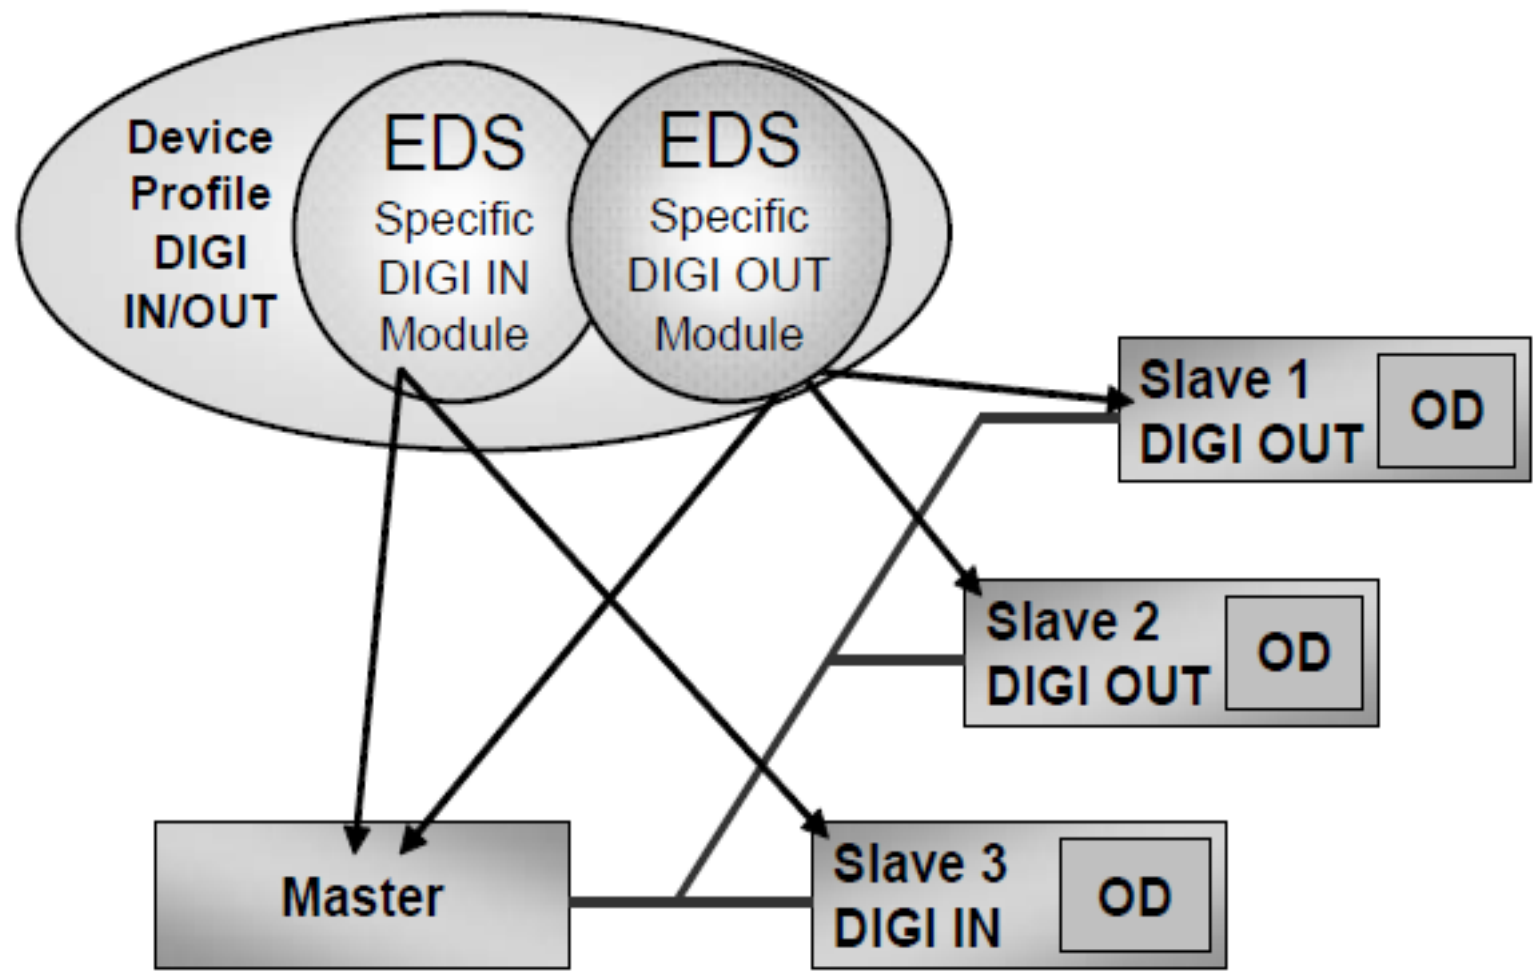 Device
Profile
DIGI
IN/OUT
EDS
Specific
DIGI IN
Module
EDS
Specific
DIGI OUT
Module
Slave 1
DIGI OUT
OD
Slave 2
DIGI OUT
OD
Master
Slave 3
DIGI IN
OD